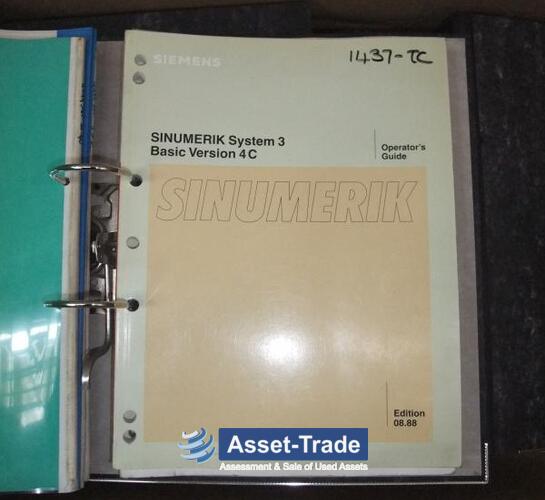 SIEMENS
1437-TC
SINUMERIK System 3
Basic Version 4C
Operator's
Guide
SINUMERIK
Edition
08.88
Asset-Trade
Assessment & Sale of Used Assets